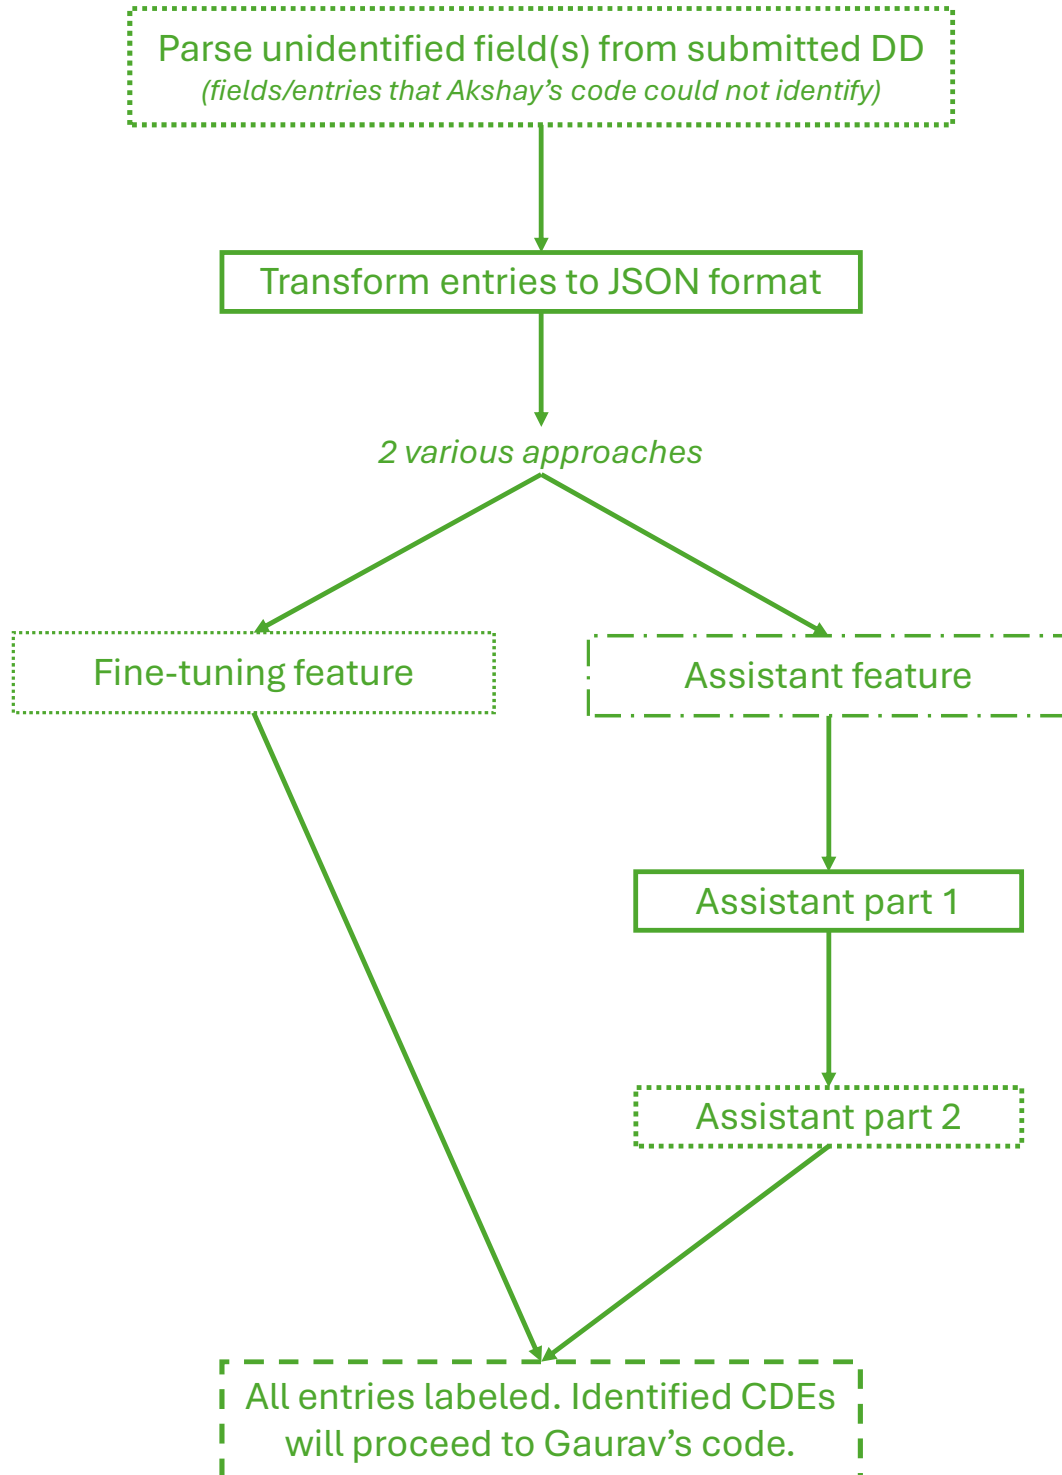 Parse unidentified field(s) from submitted DD
(fields/entries that Akshay’s code could not identify)
Transform entries to JSON format
2 various approaches
Fine-tuning feature
Assistant feature
Assistant part 1
Assistant part 2
All entries labeled. Identified CDEs
will proceed to Gaurav’s code.